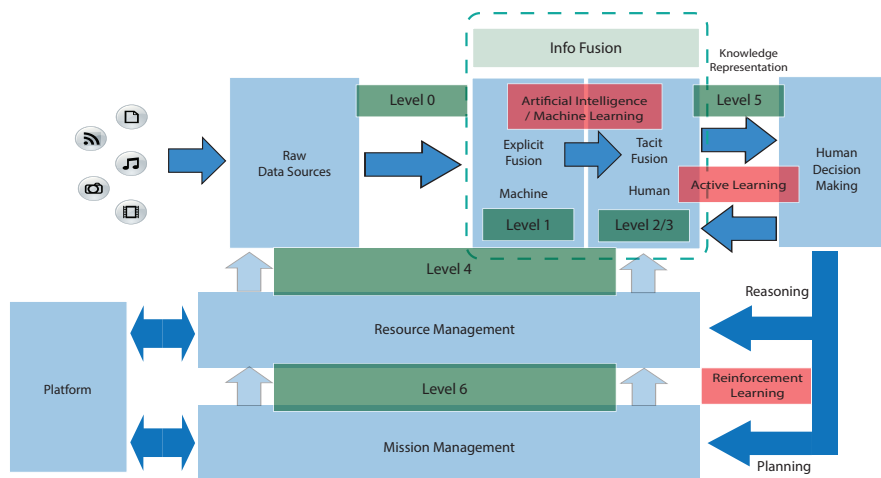 Info Fusion
Knowledge
Representation
Level 0
Artificial Intelligence
/ Machine Learning
Level 5
Raw
Data Sources
Explicit
Fusion
Tacit
Fusion
Human
Decision
Making
Machine
Human
Active Learning
Level 1
Level 2/3
Level 4
Reasoning
Resource Management
Platform
Level 6
Reinforcement
Learning
Mission Management
Planning